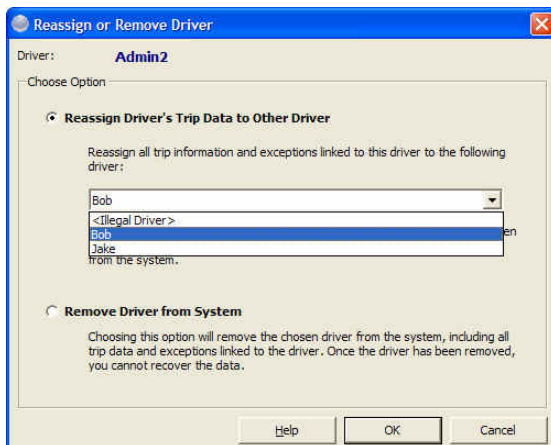 Reassign or Remove Driver
Driver: Admin2
Choose Option
Reassign Driver's Trip Data to Other Driver
Reassign all trip information and exceptions linked to this driver to the following
driver:
Bob
<Illegal Driver>
Bob
en
Jake
from the system.
Remove Driver from System
Choosing this option will remove the chosen driver from the system, including all
trip data and exceptions linked to the driver. Once the driver has been removed,
you cannot recover the data.
Help OK Cancel